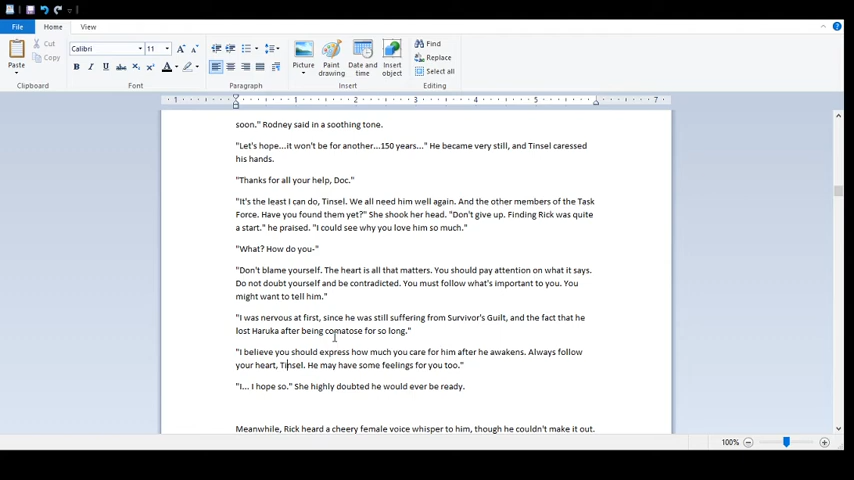 File
Home
View
Cut
Copy
Paste
Clipboard
Calibri
11
B I U abc X₂ X² A
Font
Paragraph
Picture
Paint drawing
Date and time
Insert object
Insert
Find
Replace
Select all
Editing
1 1 2 3 4 5 7
soon." Rodney said in a soothing tone.
"Let's hope...it won't be for another...150 years..." He became very still, and Tinsel caressed
his hands.
"Thanks for all your help, Doc."
"It's the least I can do, Tinsel. We all need him well again. And the other members of the Task
Force. Have you found them yet?" She shook her head. "Don't give up. Finding Rick was quite
a start." he praised. "I could see why you love him so much."
"What? How do you-"
"Don't blame yourself. The heart is all that matters. You should pay attention on what it says.
Do not doubt yourself and be contradicted. You must follow what's important to you. You
might want to tell him."
"I was nervous at first, since he was still suffering from Survivor's Guilt, and the fact that he
lost Haruka after being comatose for so long."
"I believe you should express how much you care for him after he awakens. Always follow
your heart, Tinsel. He may have some feelings for you too."
"I... I hope so." She highly doubted he would ever be ready.
Meanwhile, Rick heard a cheery female voice whisper to him, though he couldn't make it out.
100%